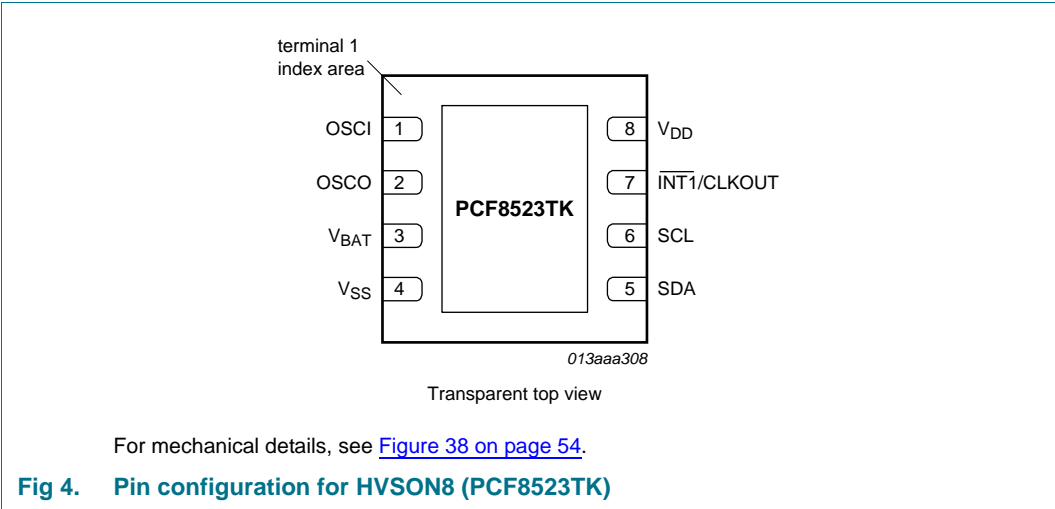 terminal 1
index area
OSCI 1
8 VDD
OSCO 2
7 INT1/CLKOUT
PCF8523TK
VBAT 3
6 SCL
VSS 4
5 SDA
013aaa308
Transparent top view
For mechanical details, see Figure 38 on page 54.
Fig 4. Pin configuration for HVSON8 (PCF8523TK)